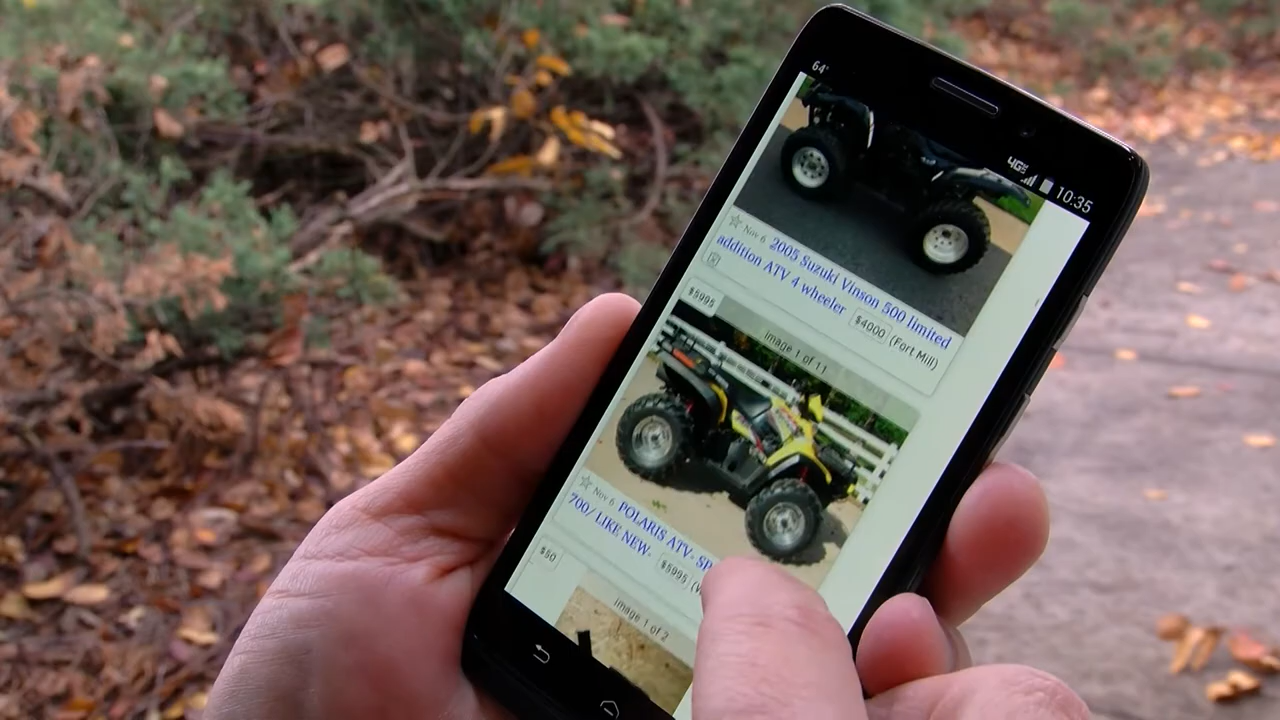 64°
4G
10:35
Nov 6 2005 Suzuki Vinson 500 limited
addition ATV 4 wheeler $4000 (Fort Mill)
$5995
image 1 of 11
Nov 6 POLARIS ATV- SP
700/ LIKE NEW- $5995
$50
image 1 of 2